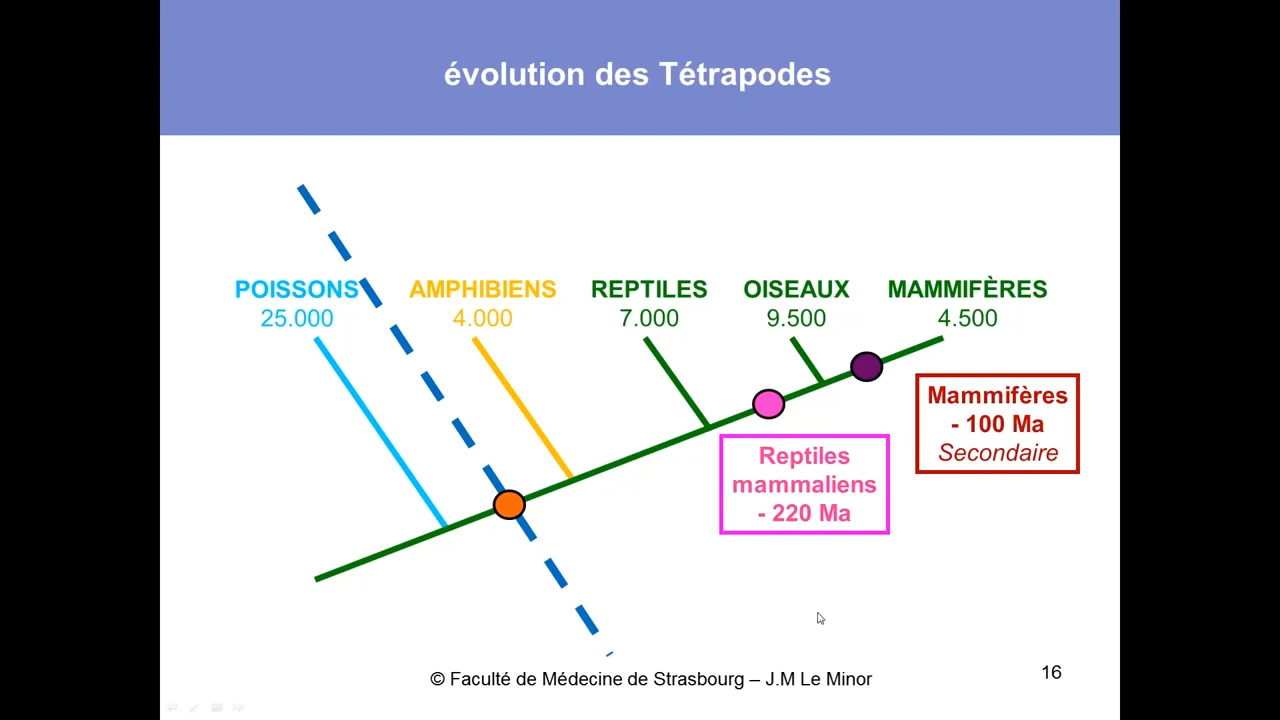 évolution des Tétrapodes
POISSONS
25.000
AMPHIBIENS
4.000
REPTILES
7.000
OISEAUX
9.500
MAMMIFÈRES
4.500
Mammifères
- 100 Ma
Secondaire
Reptiles
mammaliens
- 220 Ma
© Faculté de Médecine de Strasbourg – J.M Le Minor
16